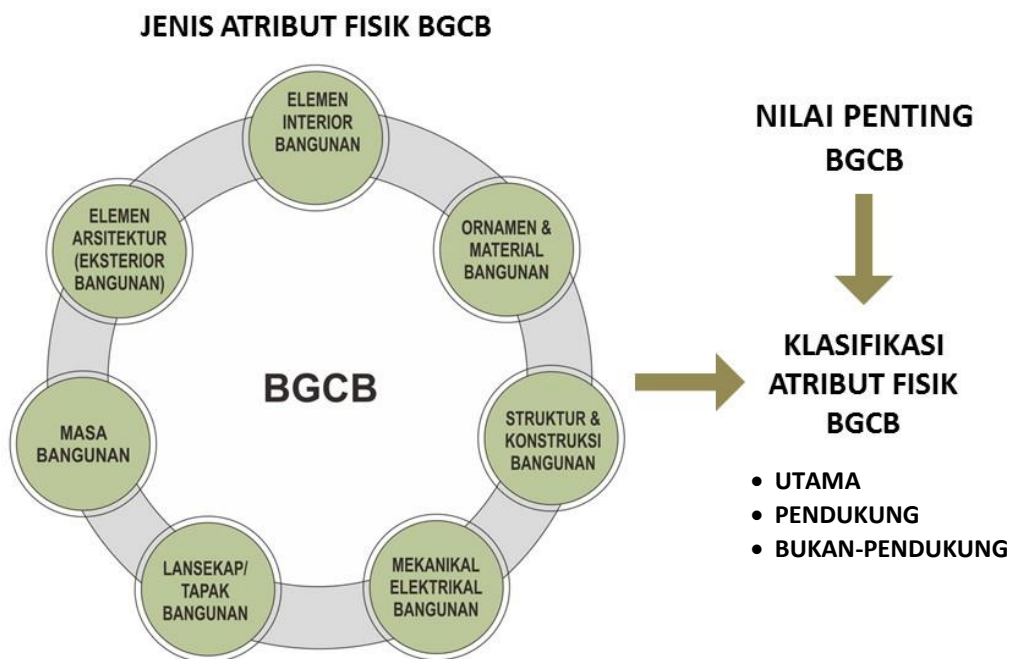 JENIS ATRIBUT FISIK BGCB
ELEMEN
INTERIOR
BANGUNAN
ORNAMEN &
MATERIAL
BANGUNAN
STRUKTUR &
KONSTRUKSI
BANGUNAN
MEKANIKAL
ELEKTRIKAL
BANGUNAN
LANSEKAP/
TAPAK
BANGUNAN
MASA
BANGUNAN
ELEMEN
ARSITEKTUR
(EKSTERIOR
BANGUNAN)
BGCB
NILAI PENTING
BGCB
KLASIFIKASI
ATRIBUT FISIK
BGCB
• UTAMA
• PENDUKUNG
• BUKAN-PENDUKUNG